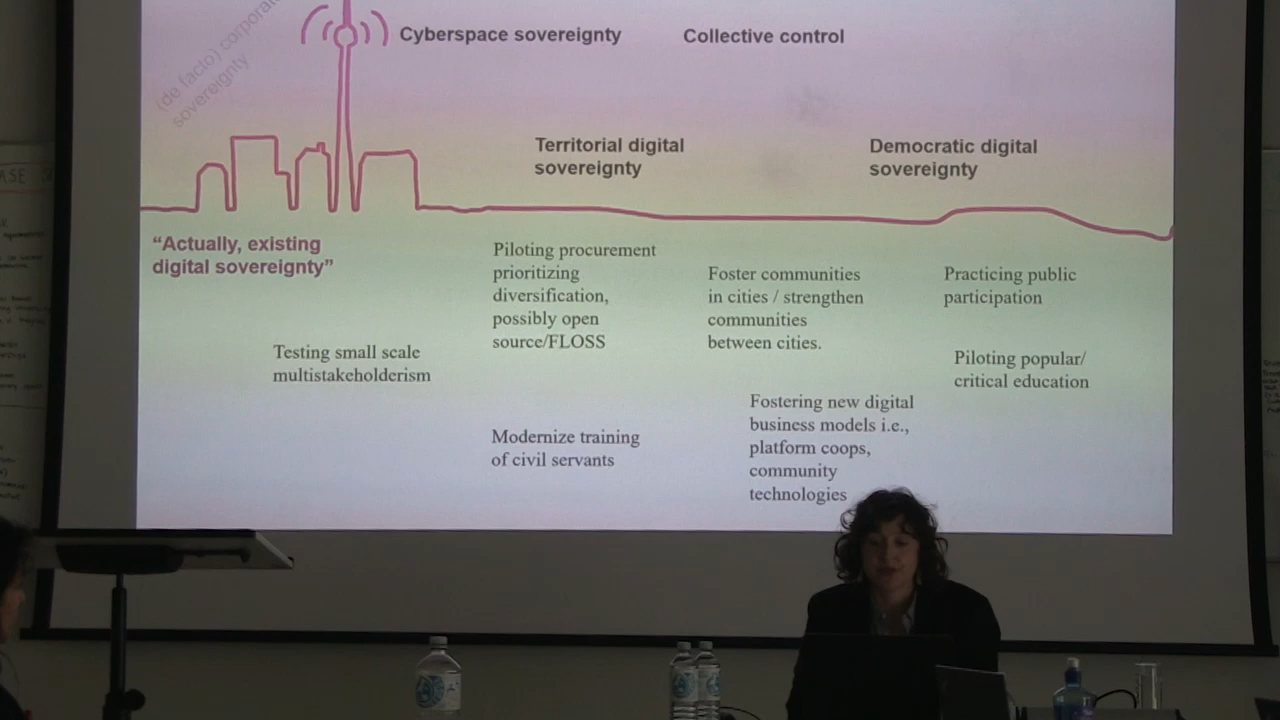 (de facto) corporate
sovereignty
Cyberspace sovereignty
Collective control
Territorial digital
sovereignty
Democratic digital
sovereignty
“Actually, existing
digital sovereignty”
Piloting procurement
prioritizing
diversification,
possibly open
source/FLOSS
Foster communities
in cities / strengthen
communities
between cities.
Practicing public
participation
Testing small scale
multistakeholderism
Piloting popular/
critical education
Fostering new digital
business models i.e.,
platform coops,
community
technologies
Modernize training
of civil servants